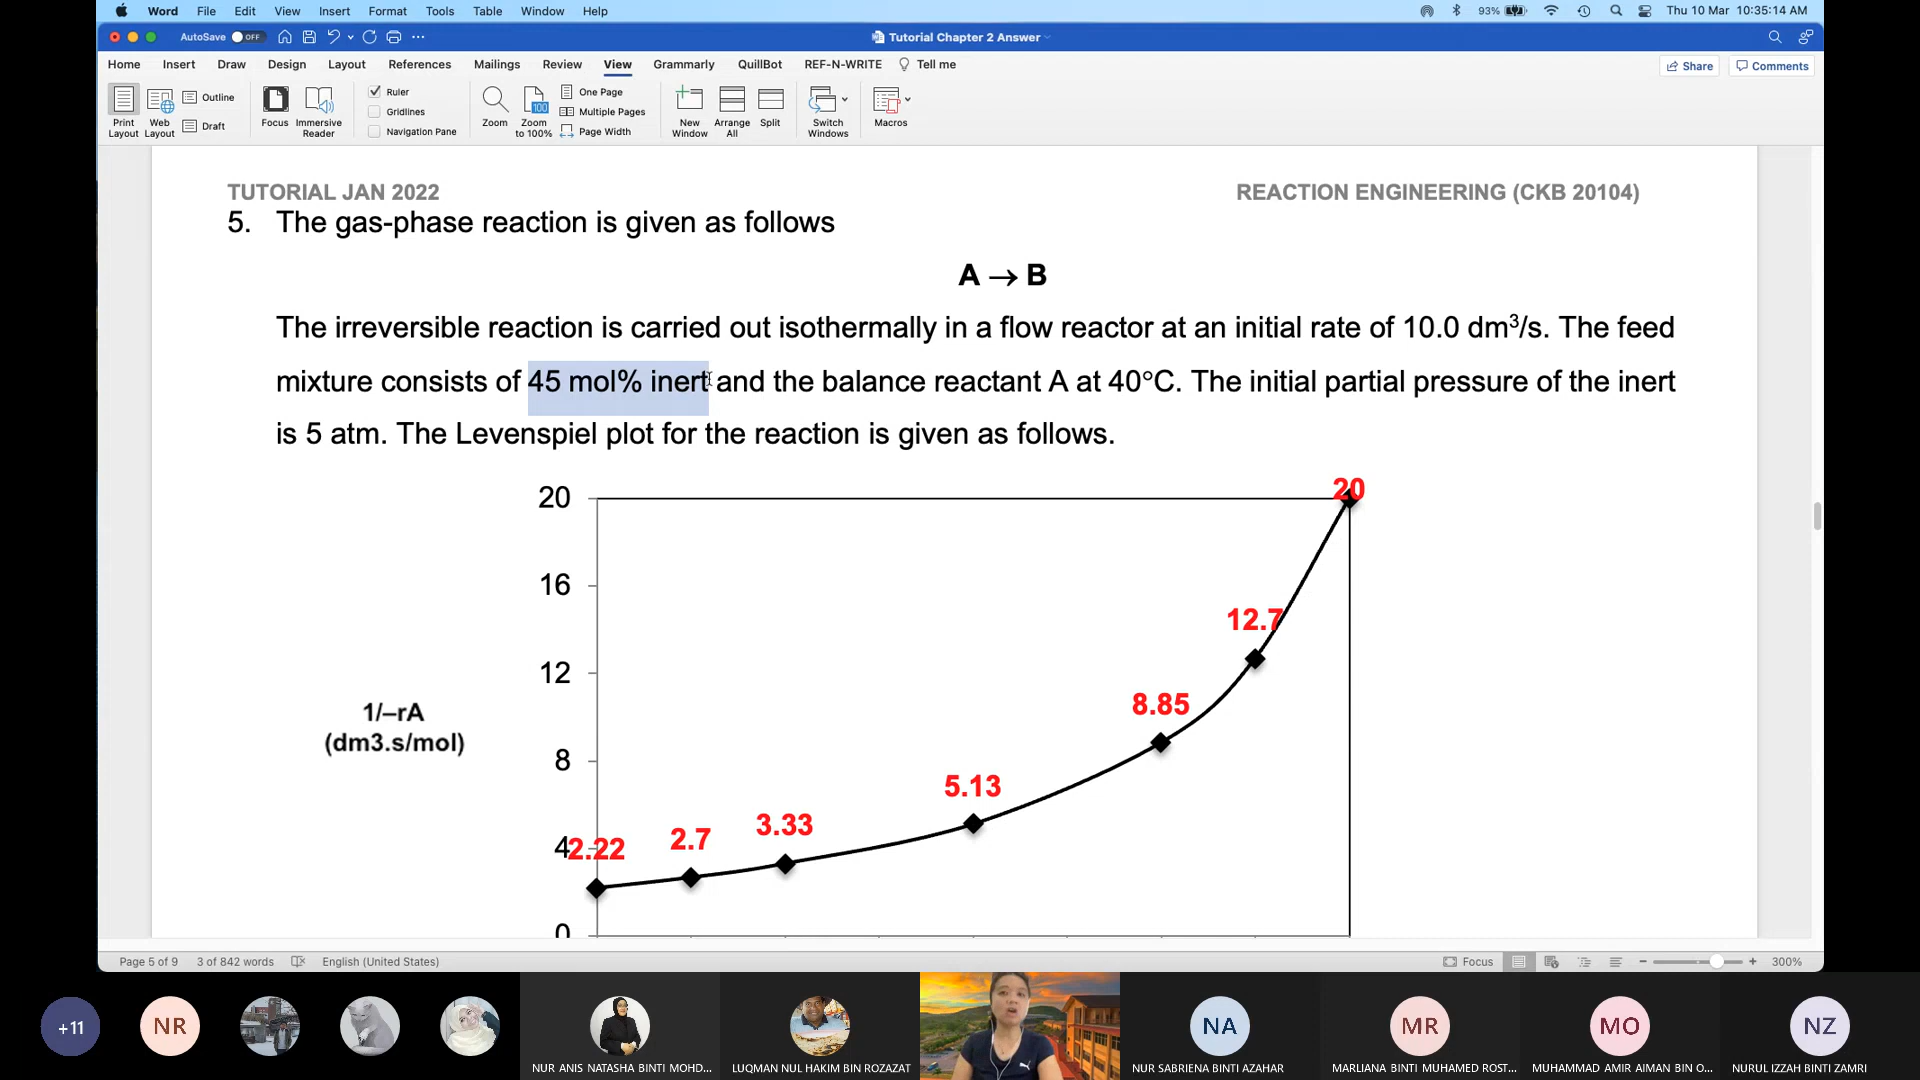 Word File Edit View Insert Format Tools Table Window Help 93% Thu 10 Mar 10:35:14 AM
AutoSave OFF Tutorial Chapter 2 Answer
Home Insert Draw Design Layout References Mailings Review View Grammarly QuillBot REF-N-WRITE Tell me Share Comments
Print Layout
Web Layout
Outline
Draft
Focus
Immersive Reader
Ruler
Gridlines
Navigation Pane
Zoom
100
Zoom to 100%
One Page
Multiple Pages
Page Width
New Window
Arrange All
Split
Switch Windows
Macros
TUTORIAL JAN 2022 REACTION ENGINEERING (CKB 20104)
5. The gas-phase reaction is given as follows
A → B
The irreversible reaction is carried out isothermally in a flow reactor at an initial rate of 10.0 dm³/s. The feed
mixture consists of 45 mol% inert and the balance reactant A at 40°C. The initial partial pressure of the inert
is 5 atm. The Levenspiel plot for the reaction is given as follows.
20
20
16
12.7
12
1/–rA
(dm3.s/mol)
8.85
8
5.13
3.33
2.7
4
2.22
0
Page 5 of 9 3 of 842 words English (United States) Focus 300%
+11
NR
NA
MR
MO
NZ
NUR ANIS NATASHA BINTI MOHD...
LUQMAN NUL HAKIM BIN ROZAZAT
NUR SABRIENA BINTI AZAHAR
MARLIANA BINTI MUHAMED ROST...
MUHAMMAD AMIR AIMAN BIN O...
NURUL IZZAH BINTI ZAMRI